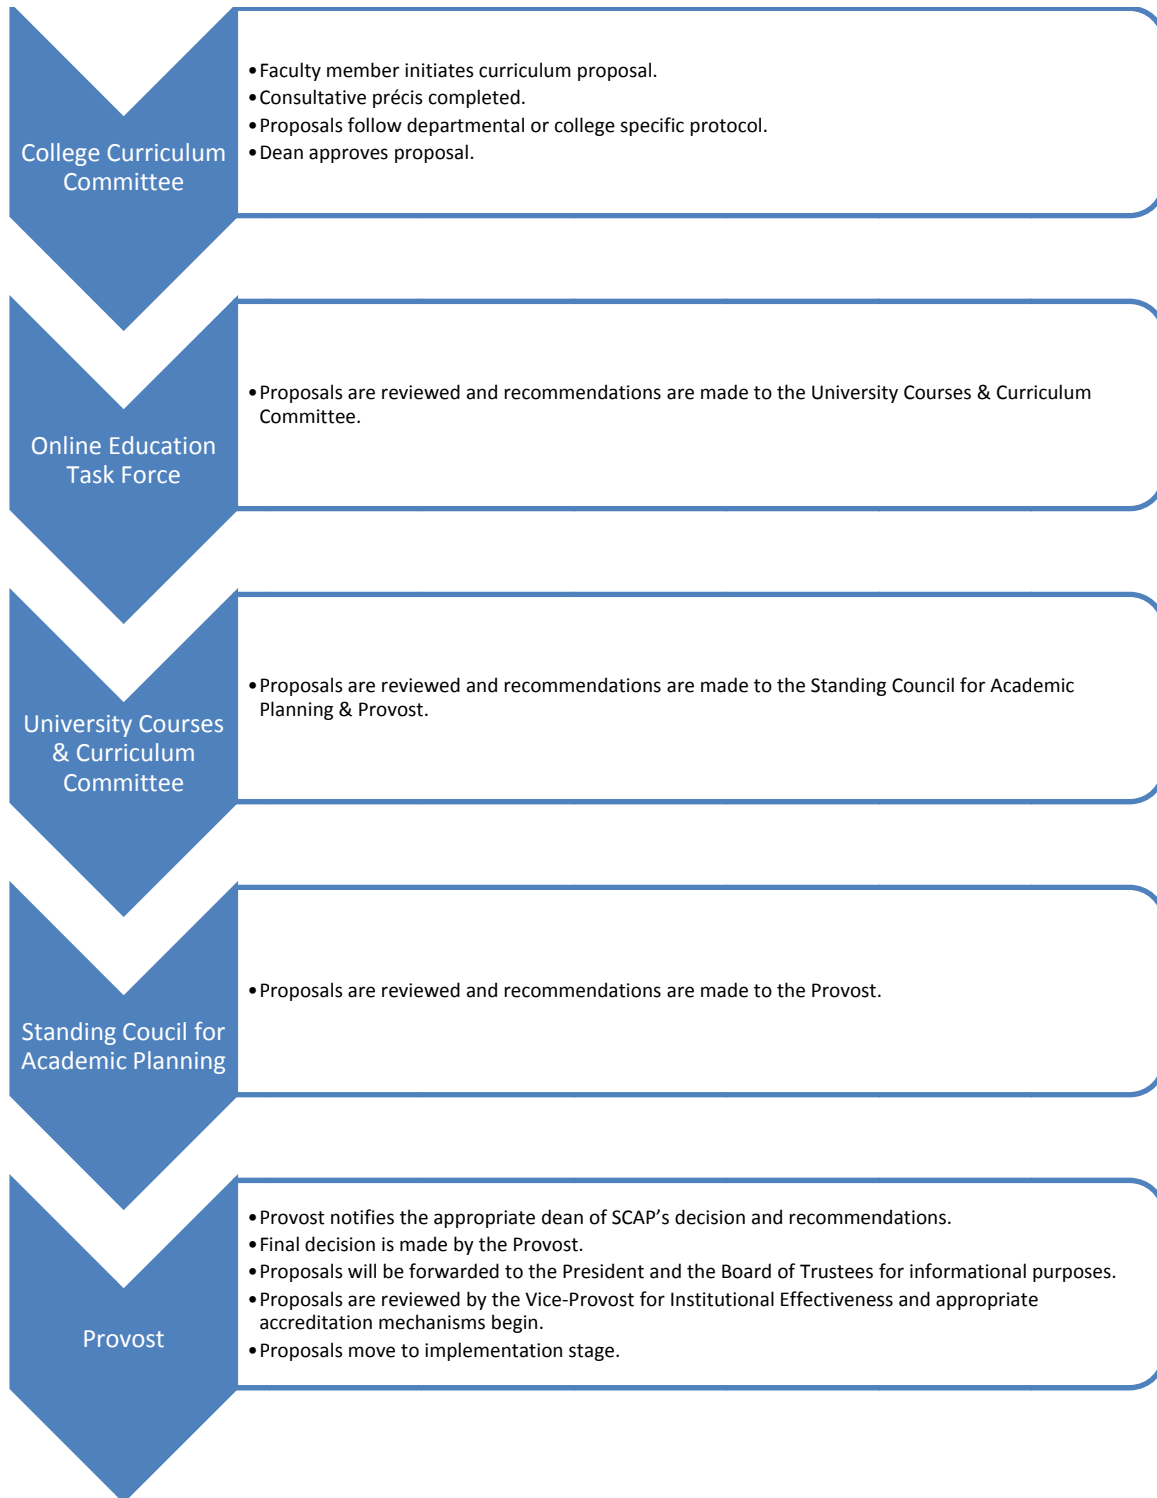 College Curriculum
Committee
•Faculty member initiates curriculum proposal.
•Consultative précis completed.
•Proposals follow departmental or college specific protocol.
•Dean approves proposal.
Online Education
Task Force
•Proposals are reviewed and recommendations are made to the University Courses & Curriculum
Committee.
University Courses
& Curriculum
Committee
•Proposals are reviewed and recommendations are made to the Standing Council for Academic
Planning & Provost.
Standing Coucil for
Academic Planning
•Proposals are reviewed and recommendations are made to the Provost.
Provost
•Provost notifies the appropriate dean of SCAP’s decision and recommendations.
•Final decision is made by the Provost.
•Proposals will be forwarded to the President and the Board of Trustees for informational purposes.
•Proposals are reviewed by the Vice-Provost for Institutional Effectiveness and appropriate
accreditation mechanisms begin.
•Proposals move to implementation stage.